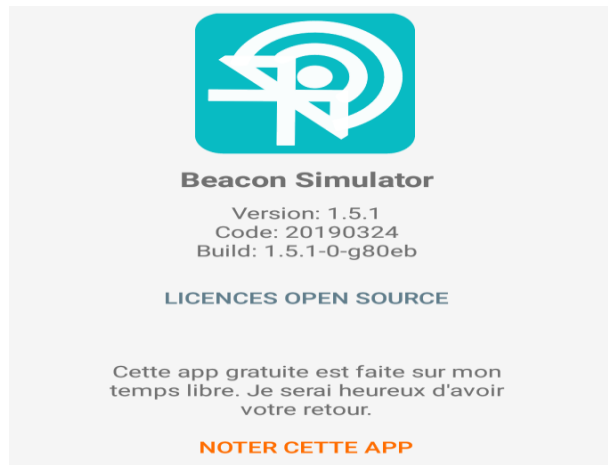 Beacon Simulator
Version: 1.5.1
Code: 20190324
Build: 1.5.1-0-g80eb
LICENCES OPEN SOURCE
Cette app gratuite est faite sur mon
temps libre. Je serai heureux d'avoir
votre retour.
NOTER CETTE APP